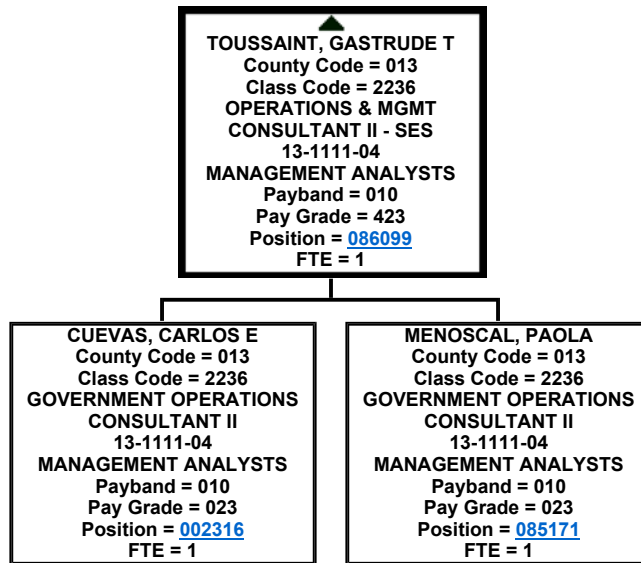 TOUSSAINT, GASTRUDE T
County Code = 013
Class Code = 2236
OPERATIONS & MGMT
CONSULTANT II - SES
13-1111-04
MANAGEMENT ANALYSTS
Payband = 010
Pay Grade = 423
Position = 086099
FTE = 1
CUEVAS, CARLOS E
County Code = 013
Class Code = 2236
GOVERNMENT OPERATIONS
CONSULTANT II
13-1111-04
MANAGEMENT ANALYSTS
Payband = 010
Pay Grade = 023
Position = 002316
FTE = 1
MENOSCAL, PAOLA
County Code = 013
Class Code = 2236
GOVERNMENT OPERATIONS
CONSULTANT II
13-1111-04
MANAGEMENT ANALYSTS
Payband = 010
Pay Grade = 023
Position = 085171
FTE = 1